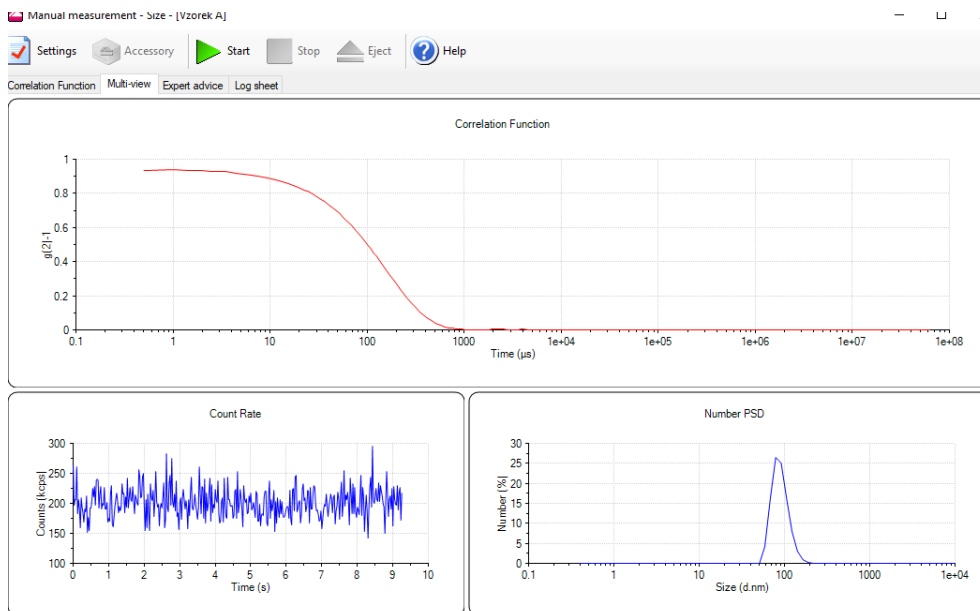 Manual measurement - Size - [Vzorek A]
Settings Accessory Start Stop Eject Help
Correlation Function Multi-view Expert advice Log sheet
Correlation Function
1
0.8
0.6
0.4
0.2
0
g[2]-1
0.1 1 10 100 1000 1e+04 1e+05 1e+06 1e+07 1e+08
Time (µs)
Count Rate
300
250
200
150
100
Counts (kcps)
0 1 2 3 4 5 6 7 8 9 10
Time (s)
Number PSD
30
25
20
15
10
5
0
Number (%)
0.1 1 10 100 1000 1e+04
Size (d.nm)